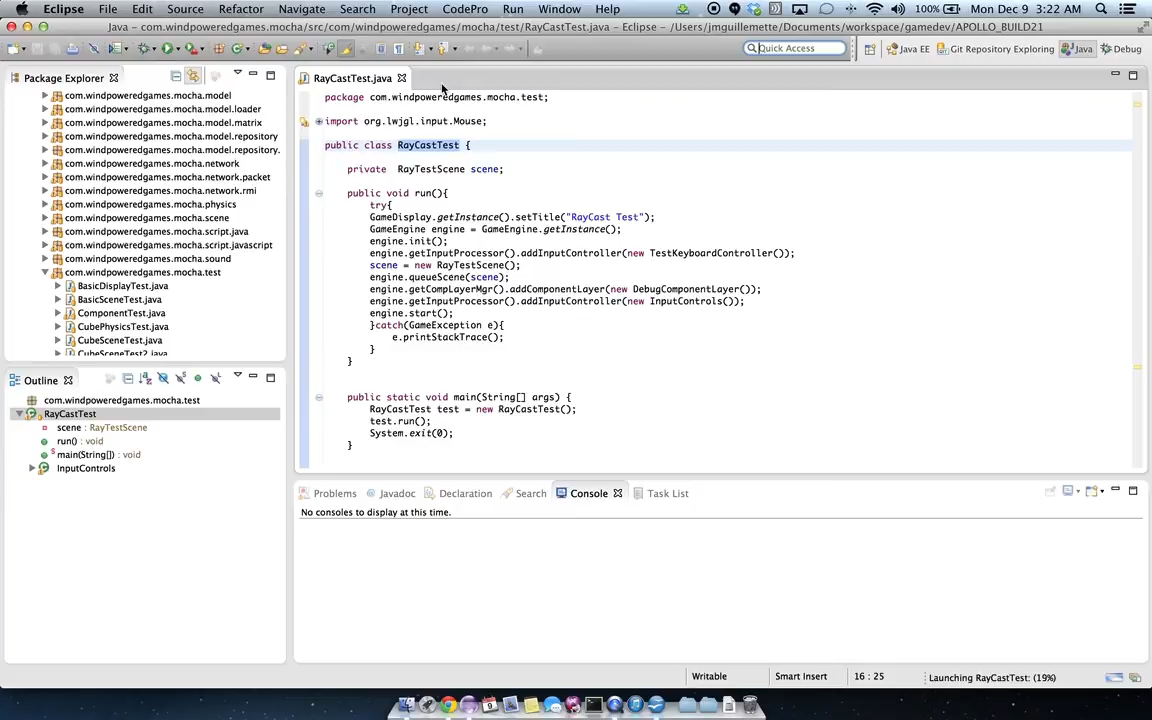 Eclipse File Edit Source Refactor Navigate Search Project CodePro Run Window Help 100% Mon Dec 9 3:22 AM
Java – com.windpoweredgames.mocha/src/com/windpoweredgames/mocha/test/RayCastTest.java – Eclipse – /Users/jmguillemette/Documents/workspace/gamedev/APOLLO_BUILD21
Quick Access Java EE Git Repository Exploring Java Debug
Package Explorer
com.windpoweredgames.mocha.model
com.windpoweredgames.mocha.model.loader
com.windpoweredgames.mocha.model.matrix
com.windpoweredgames.mocha.model.repository
com.windpoweredgames.mocha.model.repository.
com.windpoweredgames.mocha.network
com.windpoweredgames.mocha.network.packet
com.windpoweredgames.mocha.network.rmi
com.windpoweredgames.mocha.physics
com.windpoweredgames.mocha.scene
com.windpoweredgames.mocha.script.java
com.windpoweredgames.mocha.script.javascript
com.windpoweredgames.mocha.sound
com.windpoweredgames.mocha.test
BasicDisplayTest.java
BasicSceneTest.java
ComponentTest.java
CubePhysicsTest.java
CubeSceneTest.java
CubeSceneTest2.java
Outline
com.windpoweredgames.mocha.test
RayCastTest
scene : RayTestScene
run() : void
main(String[]) : void
InputControls
RayCastTest.java
package com.windpoweredgames.mocha.test;
import org.lwjgl.input.Mouse;
public class RayCastTest {
private RayTestScene scene;
public void run(){
try{
GameDisplay.getInstance().setTitle("RayCast Test");
GameEngine engine = GameEngine.getInstance();
engine.init();
engine.getInputProcessor().addInputController(new TestKeyboardController());
scene = new RayTestScene();
engine.queueScene(scene);
engine.getCompLayerMgr().addComponentLayer(new DebugComponentLayer());
engine.getInputProcessor().addInputController(new InputControls());
engine.start();
}catch(GameException e){
e.printStackTrace();
}
}
public static void main(String[] args) {
RayCastTest test = new RayCastTest();
test.run();
System.exit(0);
}
Problems Javadoc Declaration Search Console Task List
No consoles to display at this time.
Writable Smart Insert 16 : 25 Launching RayCastTest: (19%)